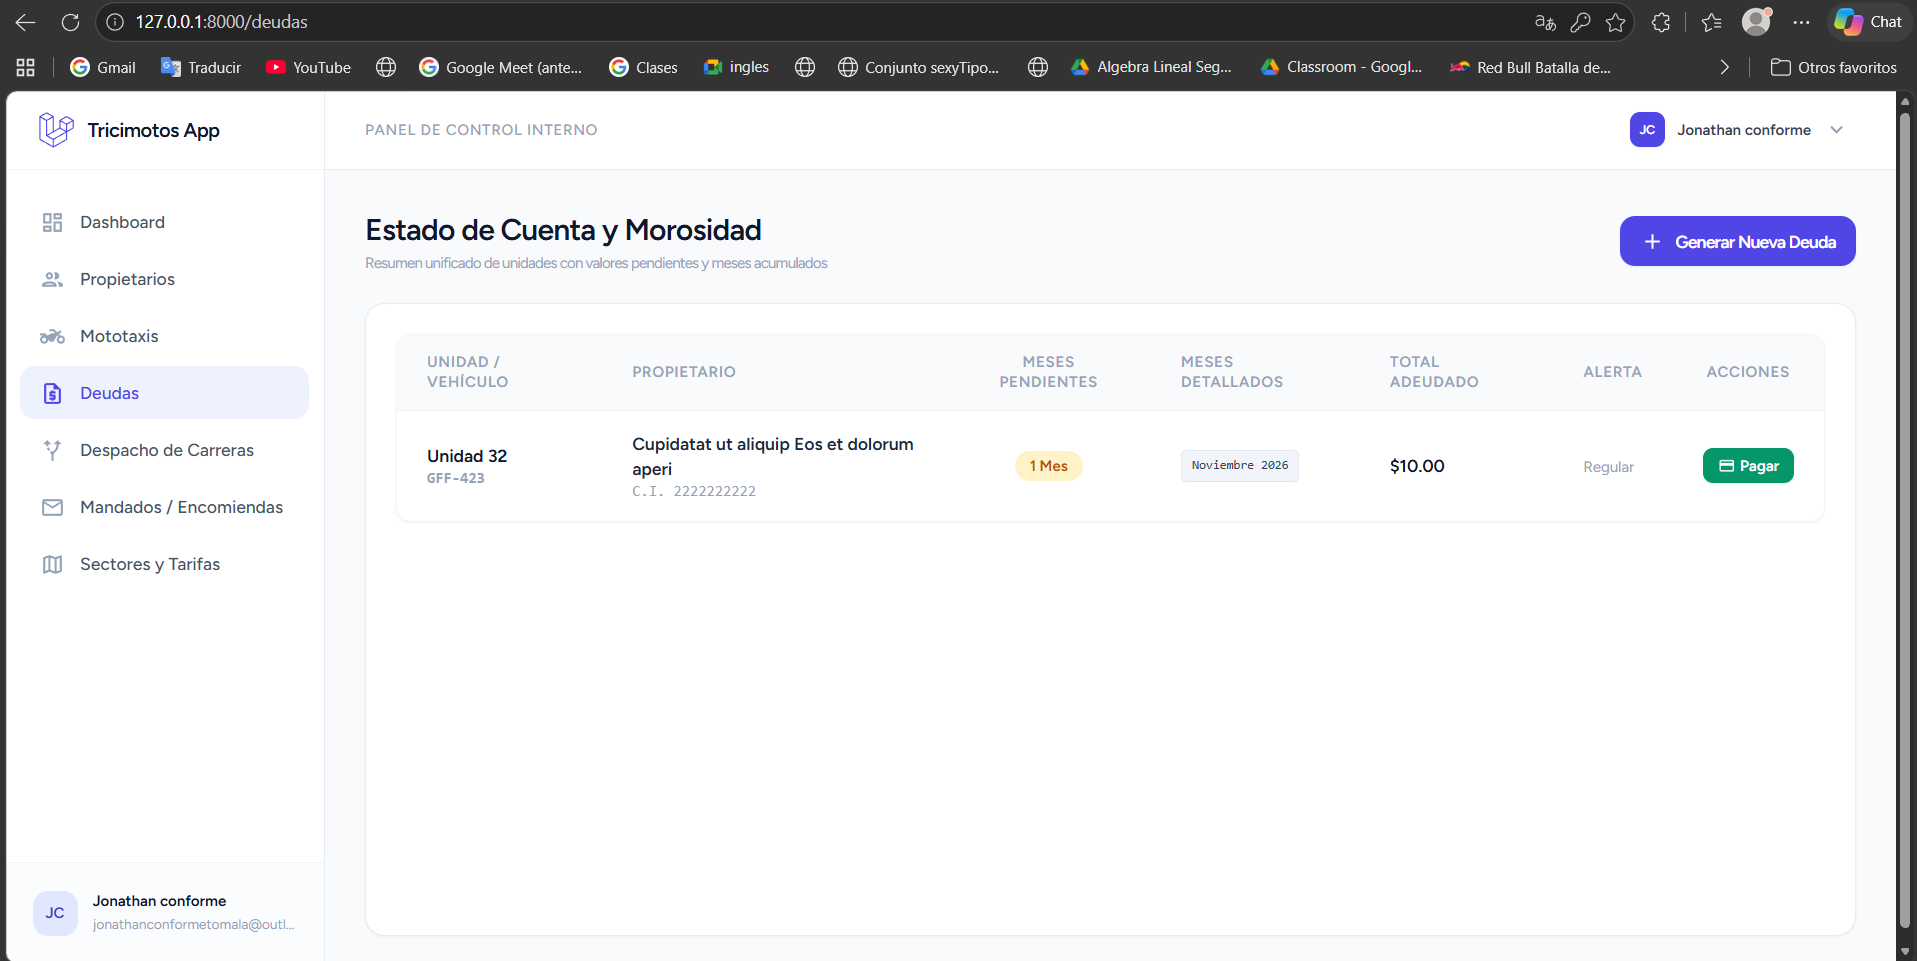 127.0.0.1:8000/deudas
Chat
Gmail
Traducir
YouTube
Google Meet (ante...
Clases
ingles
Conjunto sexyTipo...
Algebra Lineal Seg...
Classroom - Googl...
Red Bull Batalla de...
Otros favoritos
Tricimotos App
PANEL DE CONTROL INTERNO
JC
Jonathan conforme
Dashboard
Propietarios
Mototaxis
Deudas
Despacho de Carreras
Mandados / Encomiendas
Sectores y Tarifas
Estado de Cuenta y Morosidad
Resumen unificado de unidades con valores pendientes y meses acumulados
+ Generar Nueva Deuda
UNIDAD /
VEHÍCULO
PROPIETARIO
MESES
PENDIENTES
MESES
DETALLADOS
TOTAL
ADEUDADO
ALERTA
ACCIONES
Unidad 32
GFF-423
Cupidatat ut aliquip Eos et dolorum
aperi
C.I. 2222222222
1 Mes
Noviembre 2026
$10.00
Regular
Pagar
JC
Jonathan conforme
jonathanconformetomala@outl...